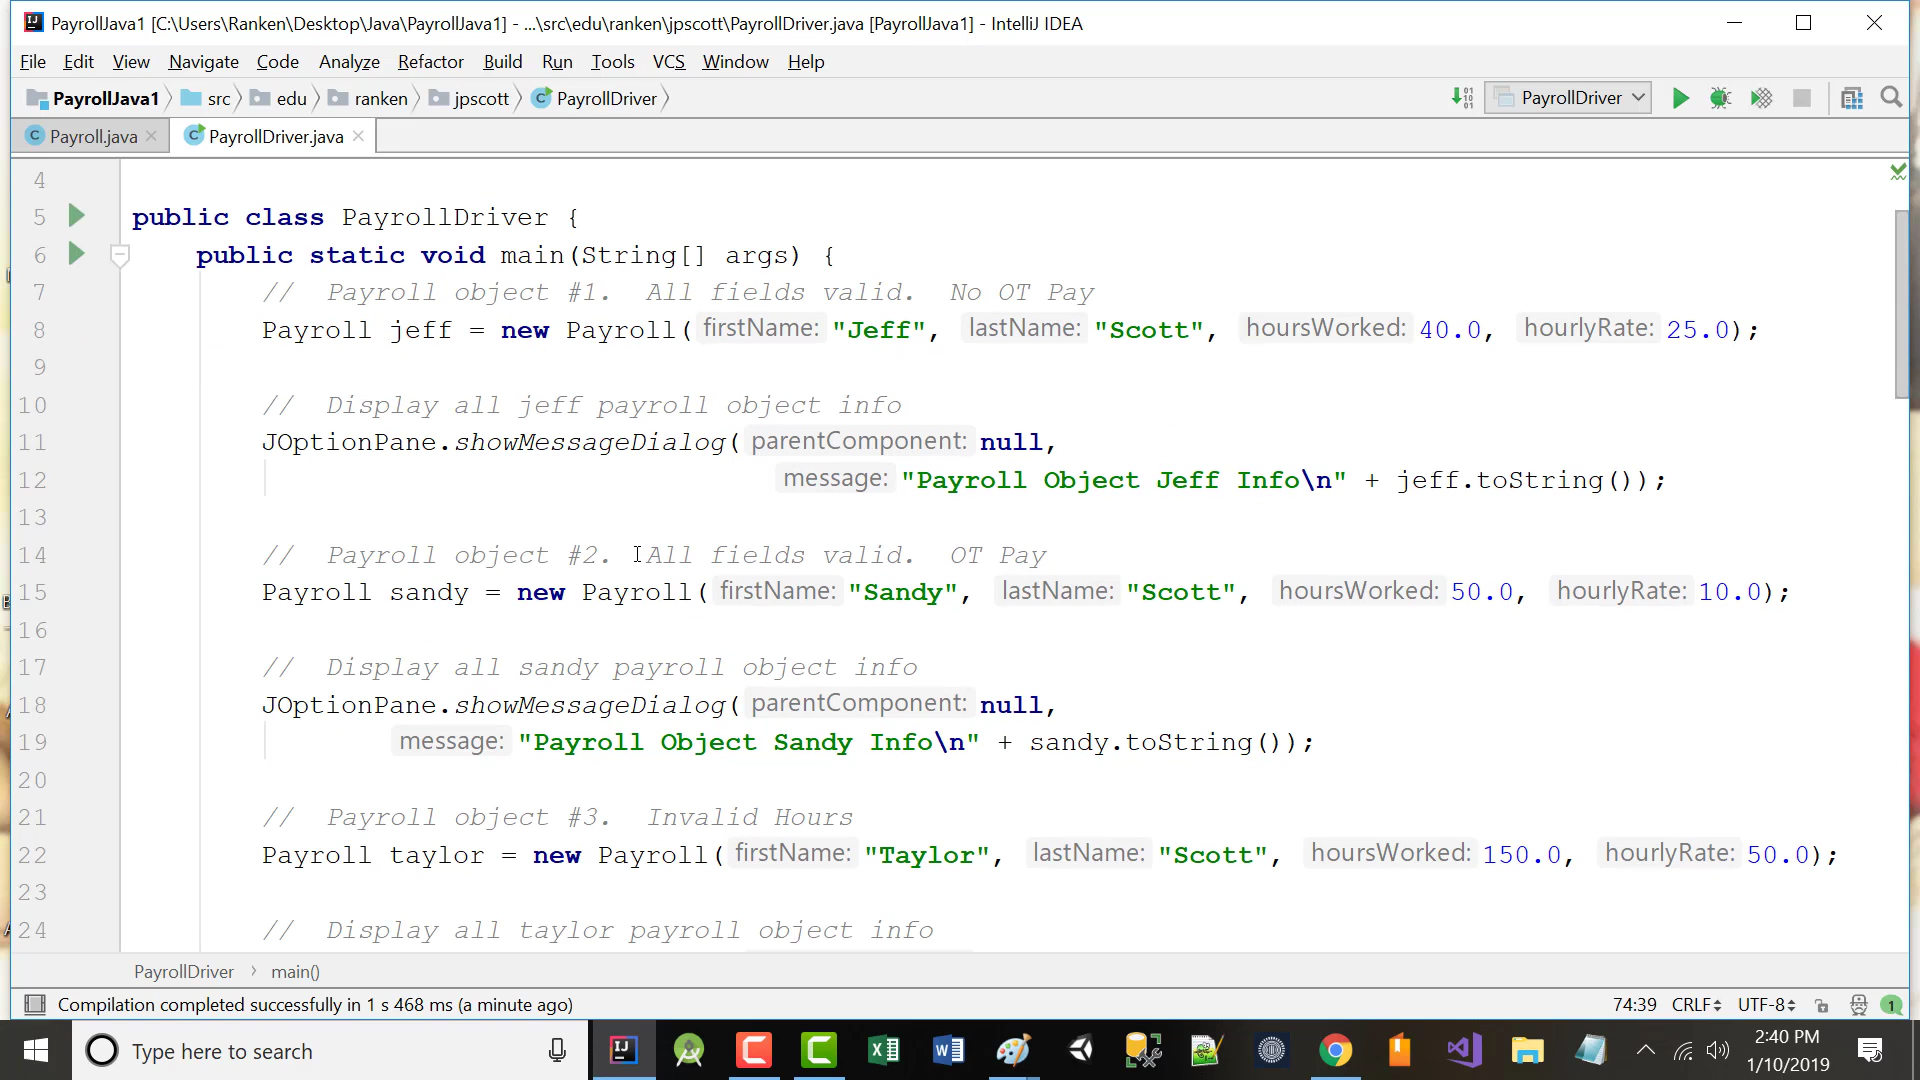 PayrollJava1 [C:\Users\Ranken\Desktop\Java\PayrollJava1] - ...\src\edu\ranken\jpscott\PayrollDriver.java [PayrollJava1] - IntelliJ IDEA
File Edit View Navigate Code Analyze Refactor Build Run Tools VCS Window Help
PayrollJava1 src edu ranken jpscott PayrollDriver PayrollDriver
Payroll.java PayrollDriver.java
4
5 public class PayrollDriver {
6 public static void main(String[] args) {
7 // Payroll object #1. All fields valid. No OT Pay
8 Payroll jeff = new Payroll( firstName: "Jeff", lastName: "Scott", hoursWorked: 40.0, hourlyRate: 25.0);
9
10 // Display all jeff payroll object info
11 JOptionPane.showMessageDialog( parentComponent: null,
12 message: "Payroll Object Jeff Info\n" + jeff.toString());
13
14 // Payroll object #2. All fields valid. OT Pay
15 Payroll sandy = new Payroll( firstName: "Sandy", lastName: "Scott", hoursWorked: 50.0, hourlyRate: 10.0);
16
17 // Display all sandy payroll object info
18 JOptionPane.showMessageDialog( parentComponent: null,
19 message: "Payroll Object Sandy Info\n" + sandy.toString());
20
21 // Payroll object #3. Invalid Hours
22 Payroll taylor = new Payroll( firstName: "Taylor", lastName: "Scott", hoursWorked: 150.0, hourlyRate: 50.0);
23
24 // Display all taylor payroll object info
PayrollDriver › main()
Compilation completed successfully in 1 s 468 ms (a minute ago) 74:39 CRLF UTF-8 1
Type here to search 2:40 PM
1/10/2019